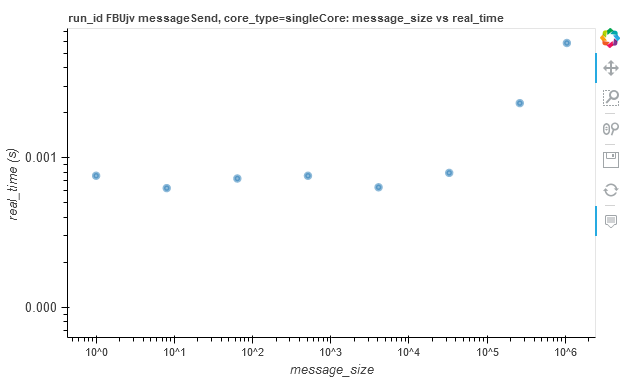 run_id FBUjv messageSend, core_type=singleCore: message_size vs real_time
real_time (s)
0.001
0.000
10^0 10^1 10^2 10^3 10^4 10^5 10^6
message_size